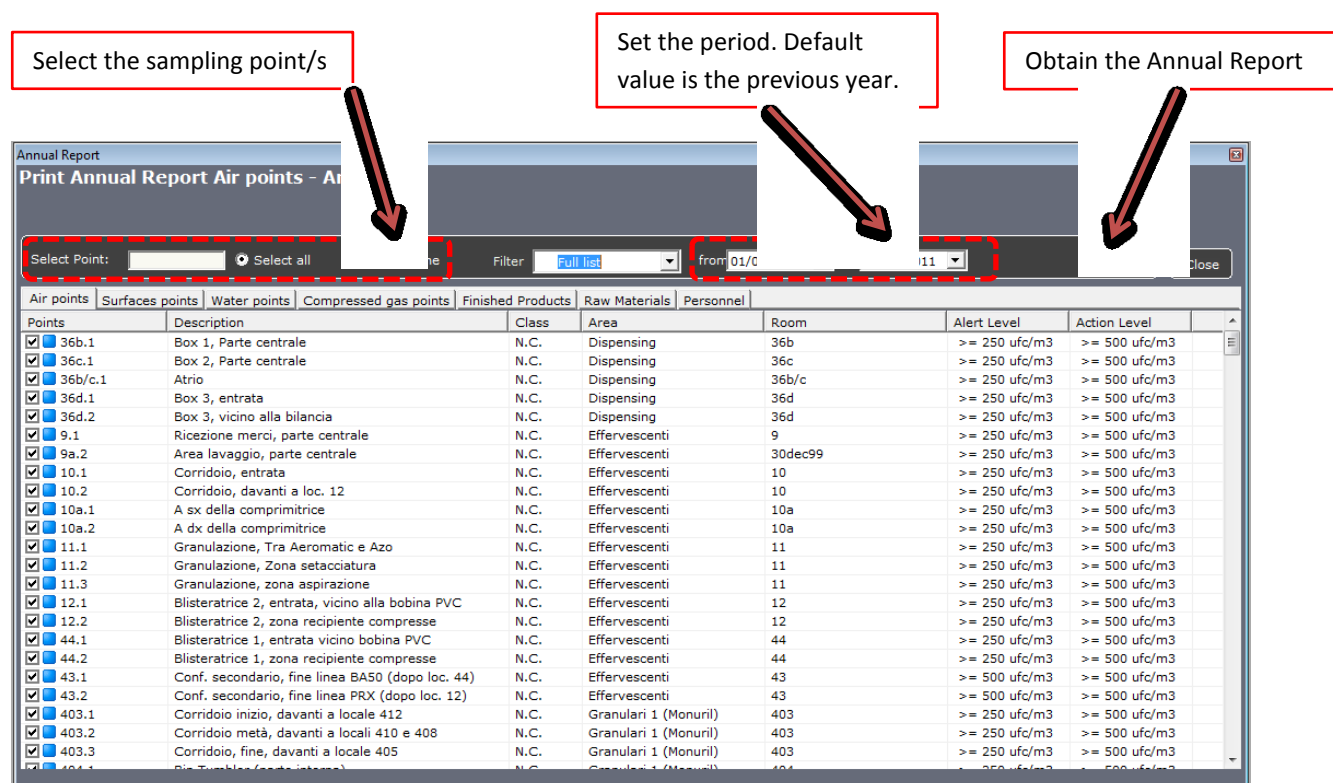 Select the sampling point/s
Set the period. Default
value is the previous year.
Obtain the Annual Report
Annual Report
Print Annual Report Air points - A
Select Point: Select all Filter Full list from 01/0 011 Close
Air points Surfaces points Water points Compressed gas points Finished Products Raw Materials Personnel
Points Description Class Area Room Alert Level Action Level
36b.1 Box 1, Parte centrale N.C. Dispensing 36b >= 250 ufc/m3 >= 500 ufc/m3
36c.1 Box 2, Parte centrale N.C. Dispensing 36c >= 250 ufc/m3 >= 500 ufc/m3
36b/c.1 Atrio N.C. Dispensing 36b/c >= 250 ufc/m3 >= 500 ufc/m3
36d.1 Box 3, entrata N.C. Dispensing 36d >= 250 ufc/m3 >= 500 ufc/m3
36d.2 Box 3, vicino alla bilancia N.C. Dispensing 36d >= 250 ufc/m3 >= 500 ufc/m3
9.1 Ricezione merci, parte centrale N.C. Effervescenti 9 >= 250 ufc/m3 >= 500 ufc/m3
9a.2 Area lavaggio, parte centrale N.C. Effervescenti 30dec99 >= 250 ufc/m3 >= 500 ufc/m3
10.1 Corridoio, entrata N.C. Effervescenti 10 >= 250 ufc/m3 >= 500 ufc/m3
10.2 Corridoio, davanti a loc. 12 N.C. Effervescenti 10 >= 250 ufc/m3 >= 500 ufc/m3
10a.1 A sx della comprimitrice N.C. Effervescenti 10a >= 250 ufc/m3 >= 500 ufc/m3
10a.2 A dx della comprimitrice N.C. Effervescenti 10a >= 250 ufc/m3 >= 500 ufc/m3
11.1 Granulazione, Tra Aeromatic e Azo N.C. Effervescenti 11 >= 250 ufc/m3 >= 500 ufc/m3
11.2 Granulazione, Zona setacciatura N.C. Effervescenti 11 >= 250 ufc/m3 >= 500 ufc/m3
11.3 Granulazione, zona aspirazione N.C. Effervescenti 11 >= 250 ufc/m3 >= 500 ufc/m3
12.1 Blisteratrice 2, entrata, vicino alla bobina PVC N.C. Effervescenti 12 >= 250 ufc/m3 >= 500 ufc/m3
12.2 Blisteratrice 2, zona recipiente compresse N.C. Effervescenti 12 >= 250 ufc/m3 >= 500 ufc/m3
44.1 Blisteratrice 1, entrata vicino bobina PVC N.C. Effervescenti 44 >= 250 ufc/m3 >= 500 ufc/m3
44.2 Blisteratrice 1, zona recipiente compresse N.C. Effervescenti 44 >= 250 ufc/m3 >= 500 ufc/m3
43.1 Conf. secondario, fine linea BA50 (dopo loc. 44) N.C. Effervescenti 43 >= 500 ufc/m3 >= 500 ufc/m3
43.2 Conf. secondario, fine linea PRX (dopo loc. 12) N.C. Effervescenti 43 >= 500 ufc/m3 >= 500 ufc/m3
403.1 Corridoio inizio, davanti a locale 412 N.C. Granulari 1 (Monuril) 403 >= 250 ufc/m3 >= 500 ufc/m3
403.2 Corridoio metà, davanti a locali 410 e 408 N.C. Granulari 1 (Monuril) 403 >= 250 ufc/m3 >= 500 ufc/m3
403.3 Corridoio, fine, davanti a locale 405 N.C. Granulari 1 (Monuril) 403 >= 250 ufc/m3 >= 500 ufc/m3